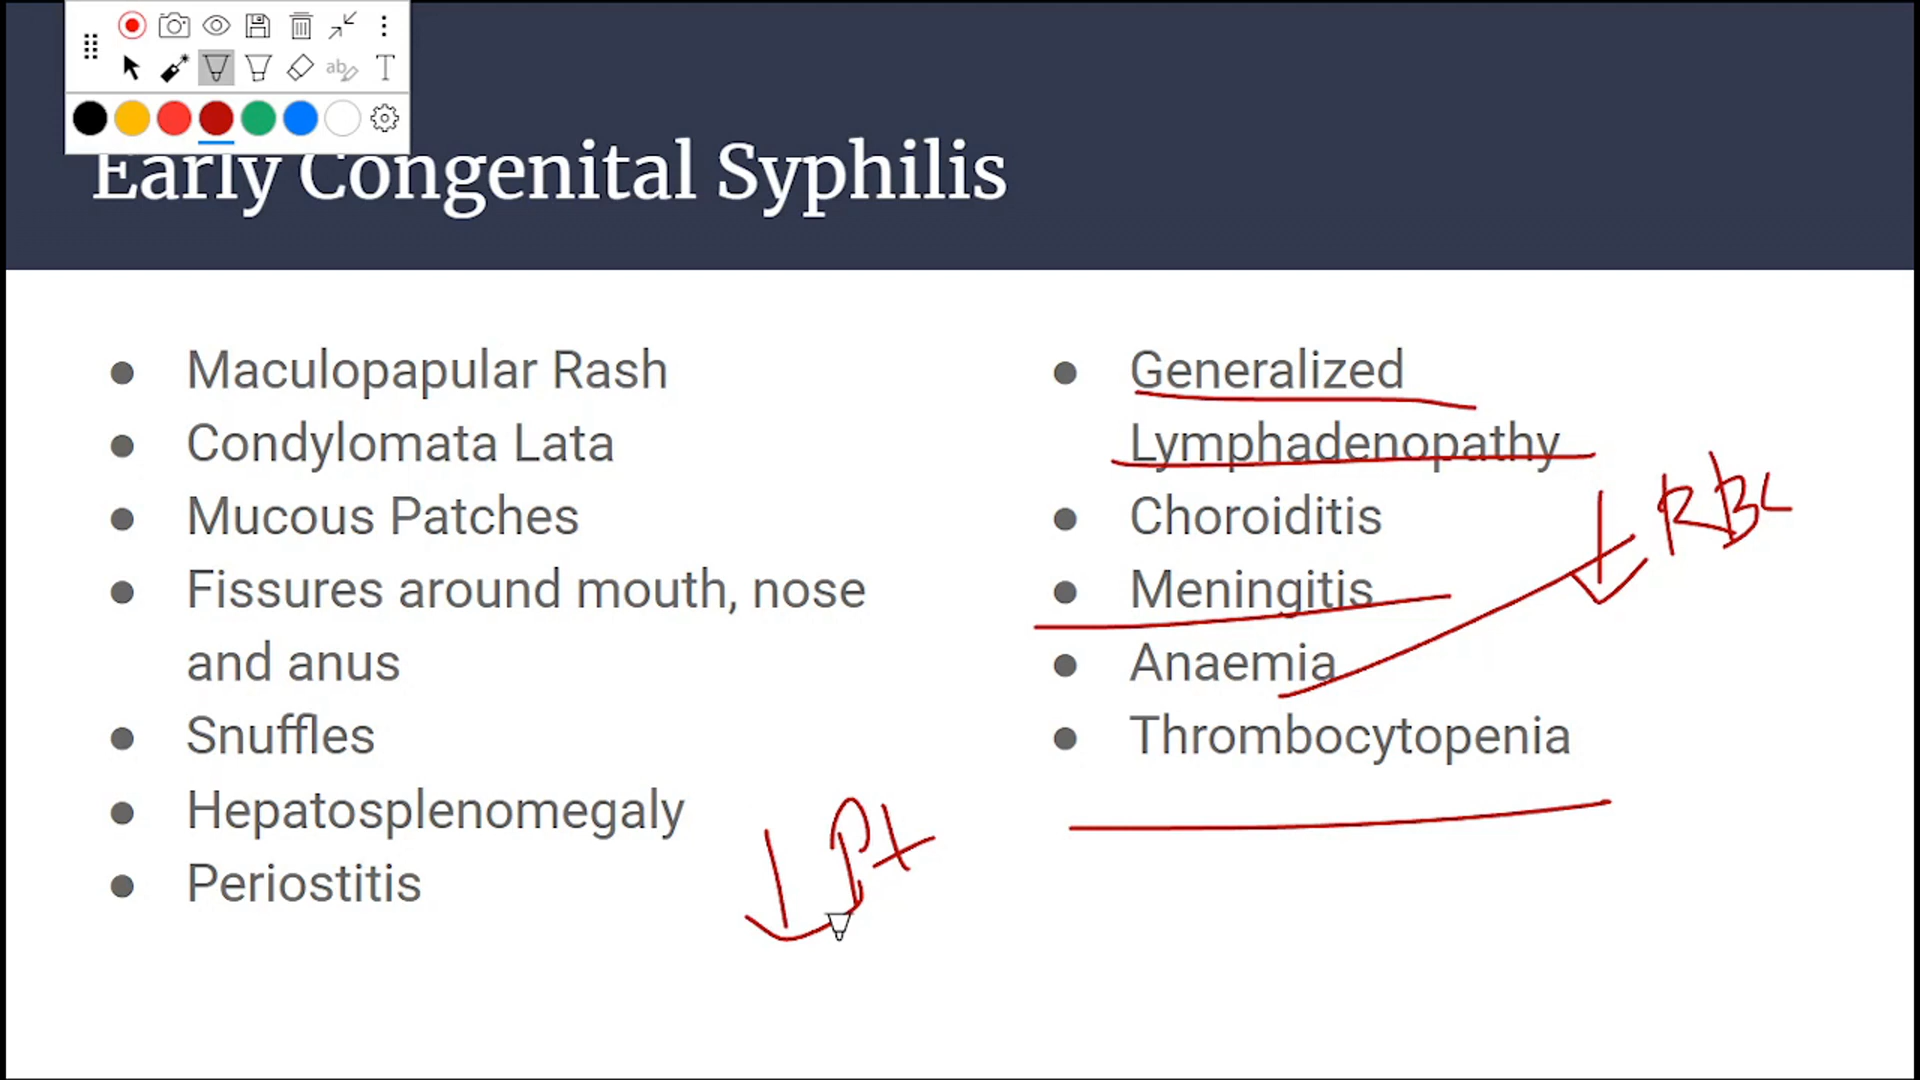 Early Congenital Syphilis
Maculopapular Rash
Condylomata Lata
Mucous Patches
Fissures around mouth, nose
and anus
Snuffles
Hepatosplenomegaly
Periostitis
Generalized
Lymphadenopathy
Choroiditis
Meningitis
Anaemia
Thrombocytopenia
↓ RBC
↓ Pt